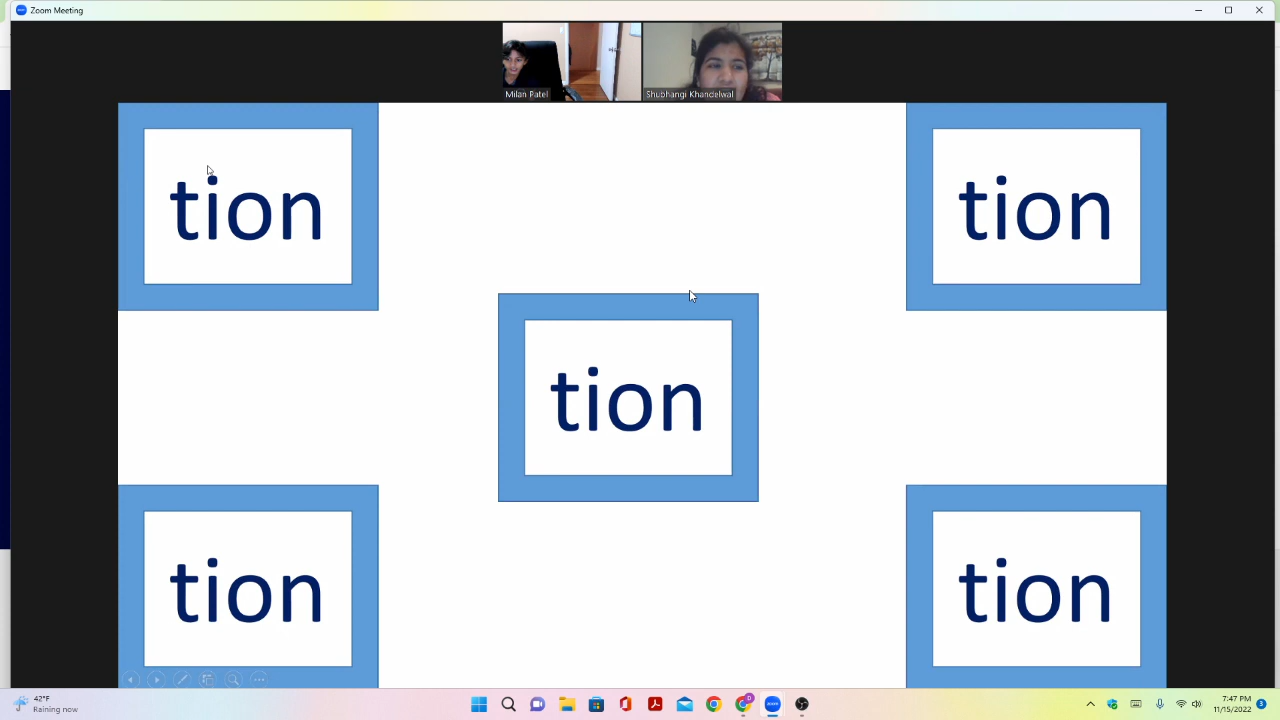 Zoom Meeting
Milan Patel
Shubhangi Khandelwal
tion
tion
tion
tion
tion
42°F
Raining now
7:47 PM
11/15/2022
3